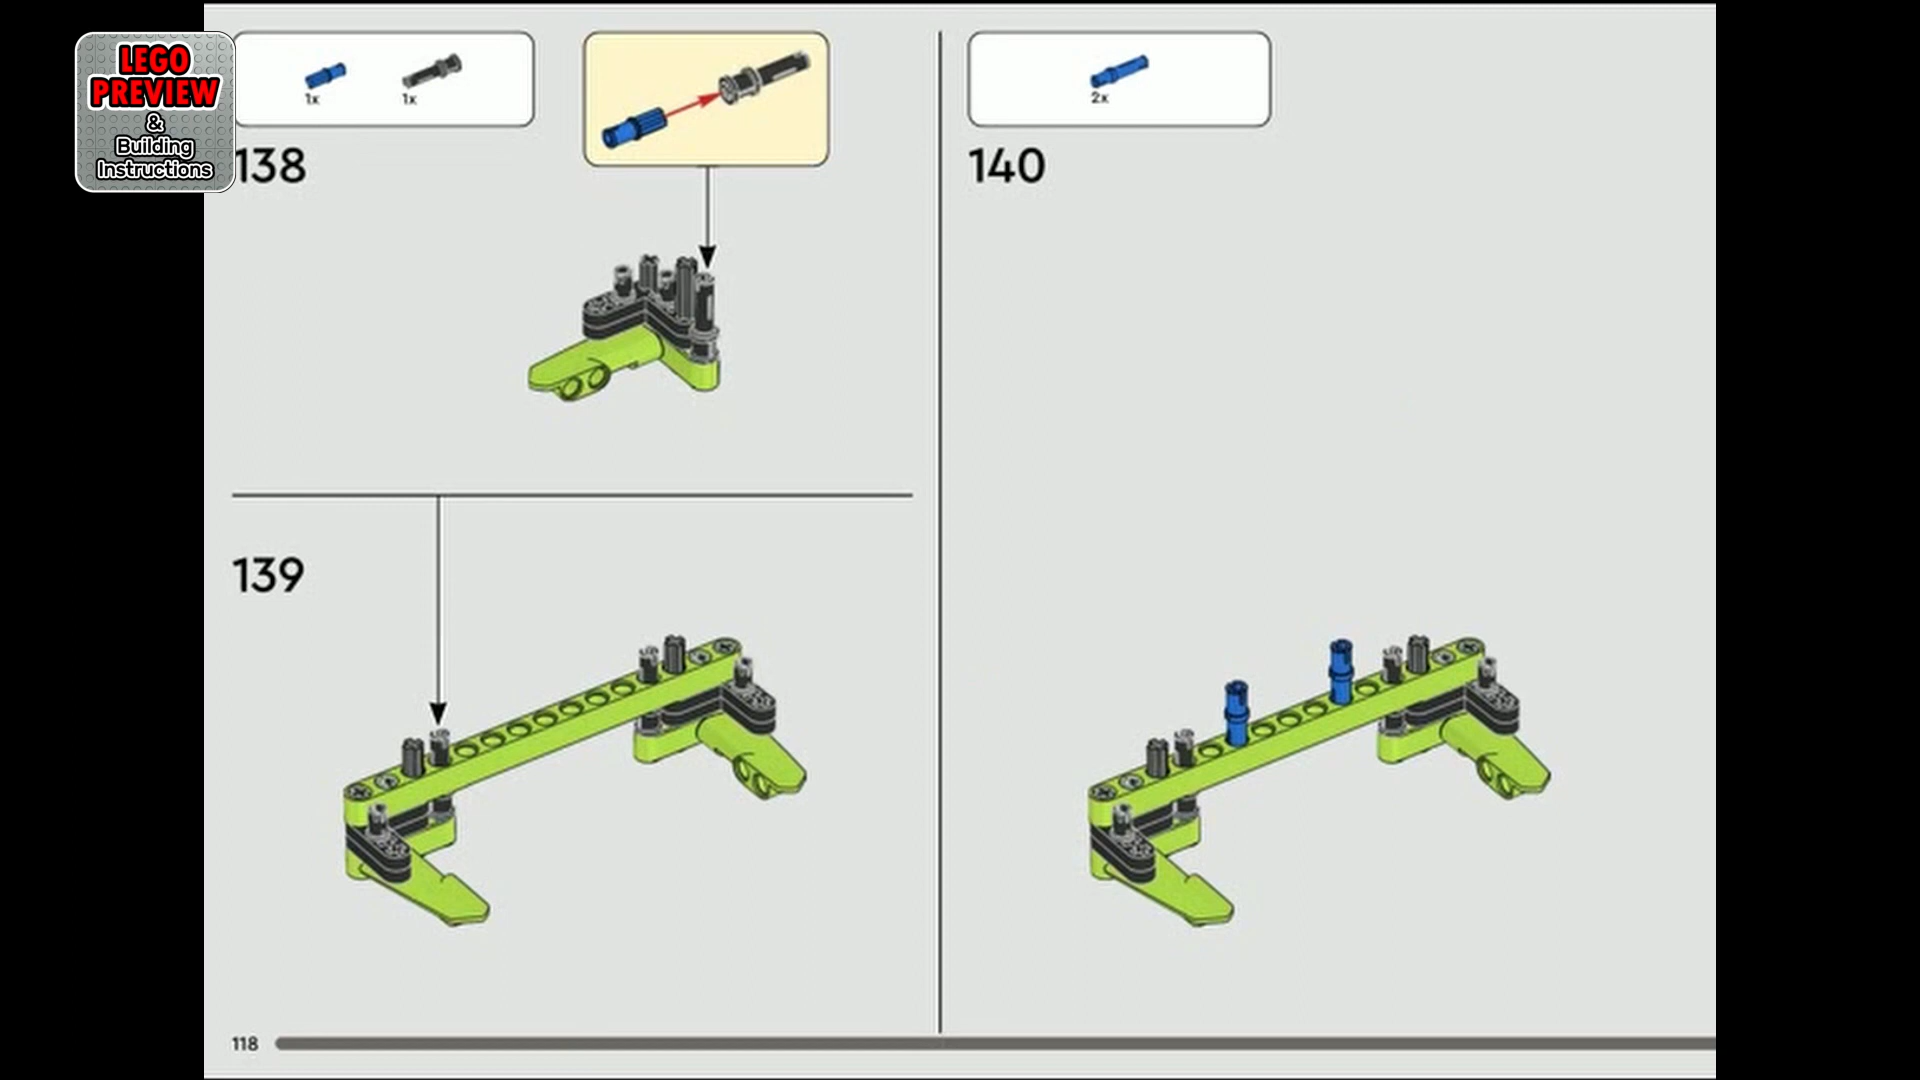 LEGO
PREVIEW
&
Building
Instructions
1x
1x
138
139
2x
140
118